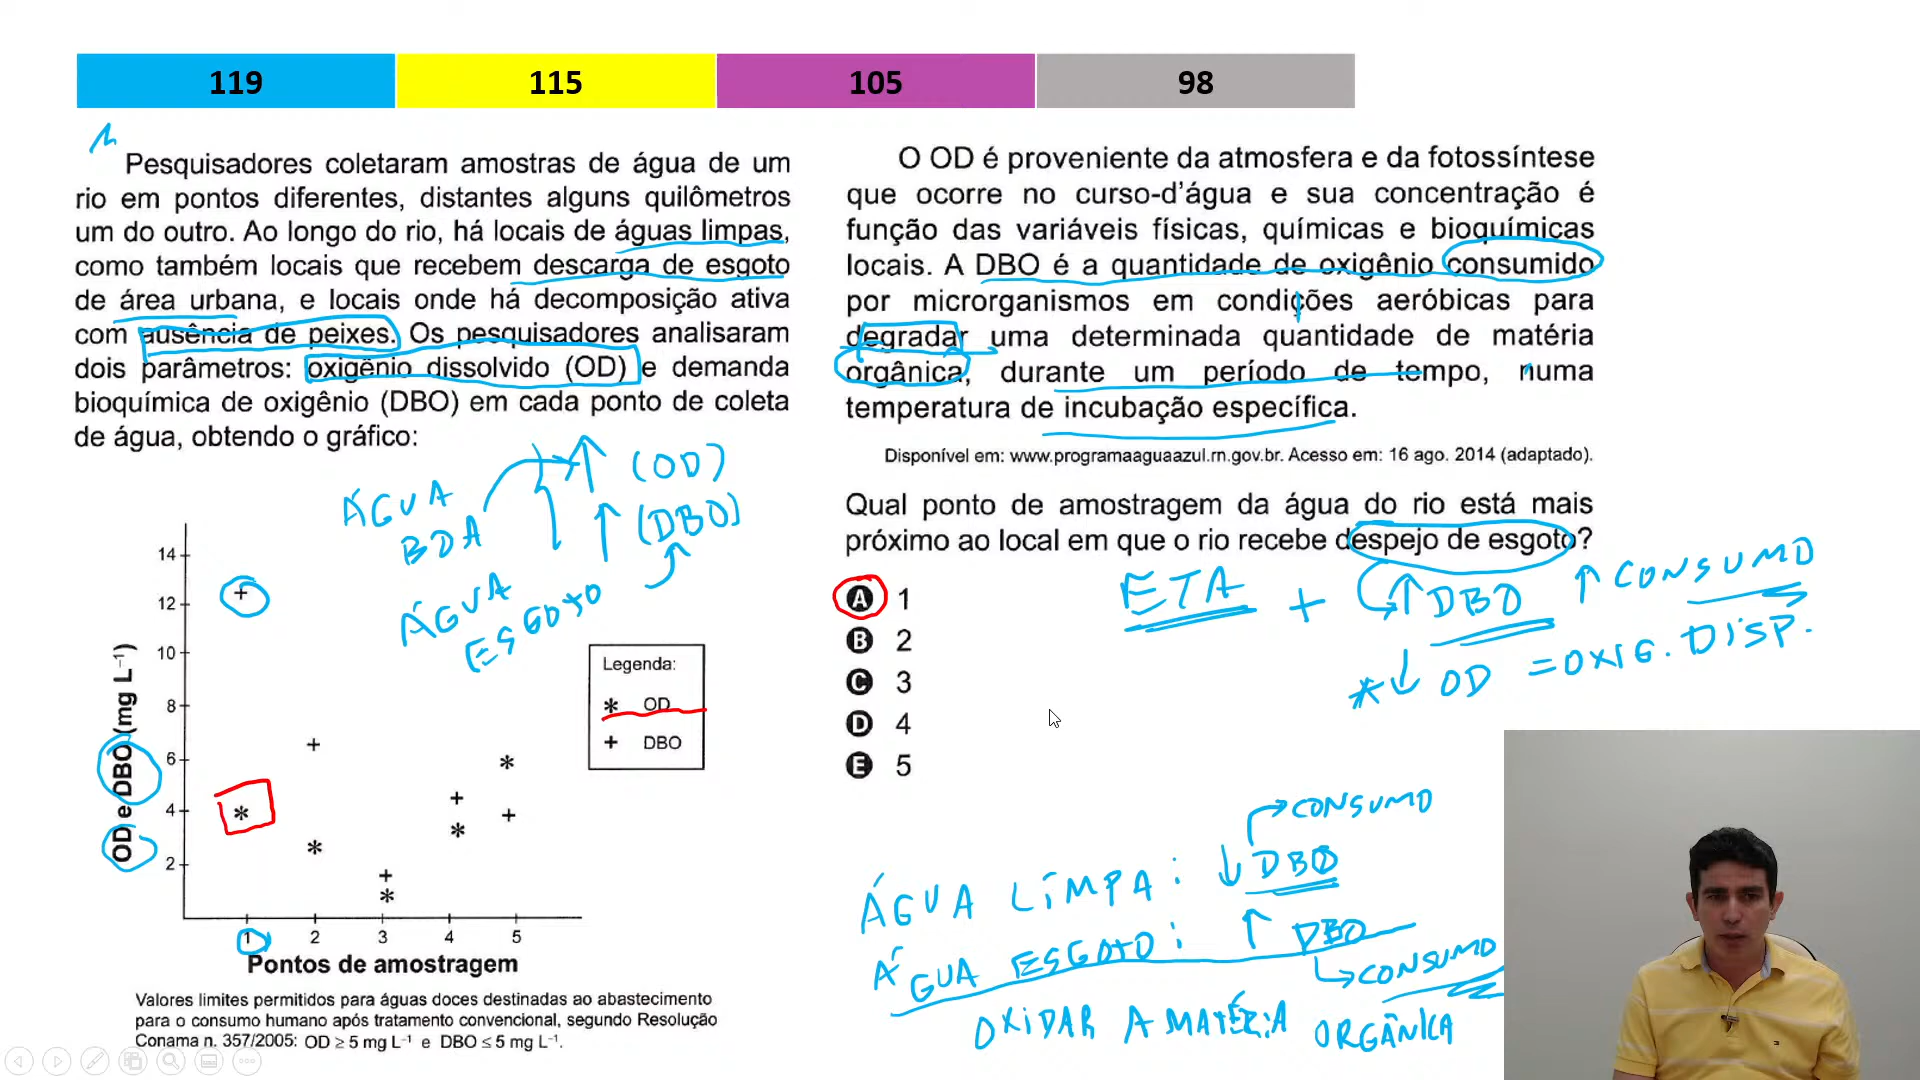 119 115 105 98
Pesquisadores coletaram amostras de água de um
rio em pontos diferentes, distantes alguns quilômetros
um do outro. Ao longo do rio, há locais de águas limpas,
como também locais que recebem descarga de esgoto
de área urbana, e locais onde há decomposição ativa
com ausência de peixes. Os pesquisadores analisaram
dois parâmetros: oxigênio dissolvido (OD) e demanda
bioquímica de oxigênio (DBO) em cada ponto de coleta
de água, obtendo o gráfico:
ÁGUA
BOA
↑ (OD)
↑ (DBO)
ÁGUA
ESGOTO
OD e DBO (mg L⁻¹)
14
12
10
8
6
4
2
1 2 3 4 5
Pontos de amostragem
Legenda:
* OD
+ DBO
Valores limites permitidos para águas doces destinadas ao abastecimento
para o consumo humano após tratamento convencional, segundo Resolução
Conama n. 357/2005: OD ≥ 5 mg L⁻¹ e DBO ≤ 5 mg L⁻¹.
O OD é proveniente da atmosfera e da fotossíntese
que ocorre no curso-d’água e sua concentração é
função das variáveis físicas, químicas e bioquímicas
locais. A DBO é a quantidade de oxigênio consumido
por microrganismos em condições aeróbicas para
degradar uma determinada quantidade de matéria
orgânica, durante um período de tempo, numa
temperatura de incubação específica.
Disponível em: www.programaaguaazul.rn.gov.br. Acesso em: 16 ago. 2014 (adaptado).
Qual ponto de amostragem da água do rio está mais
próximo ao local em que o rio recebe despejo de esgoto?
A 1
B 2
C 3
D 4
E 5
ETA + ↑ DBO ↑ CONSUMO
* ↓ OD = OXIG. DISP.
CONSUMO
ÁGUA LIMPA: ↓ DBO
ÁGUA ESGOTO: ↑ DBO
CONSUMO
OXIDAR A MATÉRIA ORGÂNICA